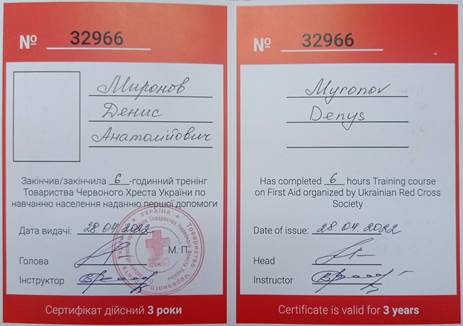 № 32966
Миронов
Денис
Анатолійович
Закінчив/закінчила 6 -годинний тренінг
Товариства Червоного Хреста України по
навчанню населення наданню першої допомоги
Дата видачі: 28 04 2022
Голова
М. П.
Інструктор
Сертифікат дійсний 3 роки
№ 32966
Myronov
Denys
Has completed 6 hours Training course
on First Aid organized by Ukrainian Red Cross
Society
Date of issue: 28 04 2022
Head
Instructor
Certificate is valid for 3 years